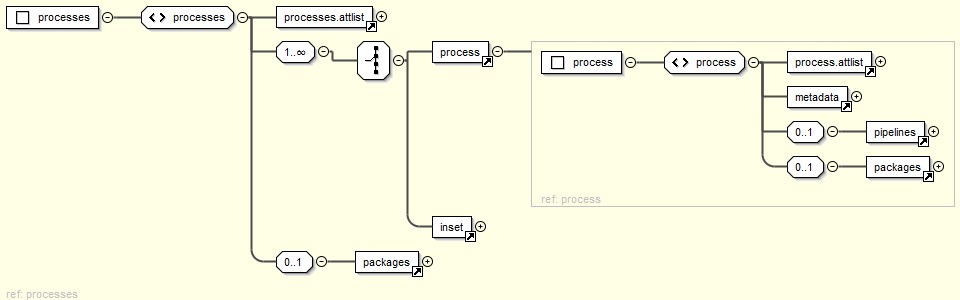 processes
processes
processes.attlist
1..∞
process
process
process
process.attlist
metadata
0..1
pipelines
0..1
packages
ref: process
inset
0..1
packages
ref: processes